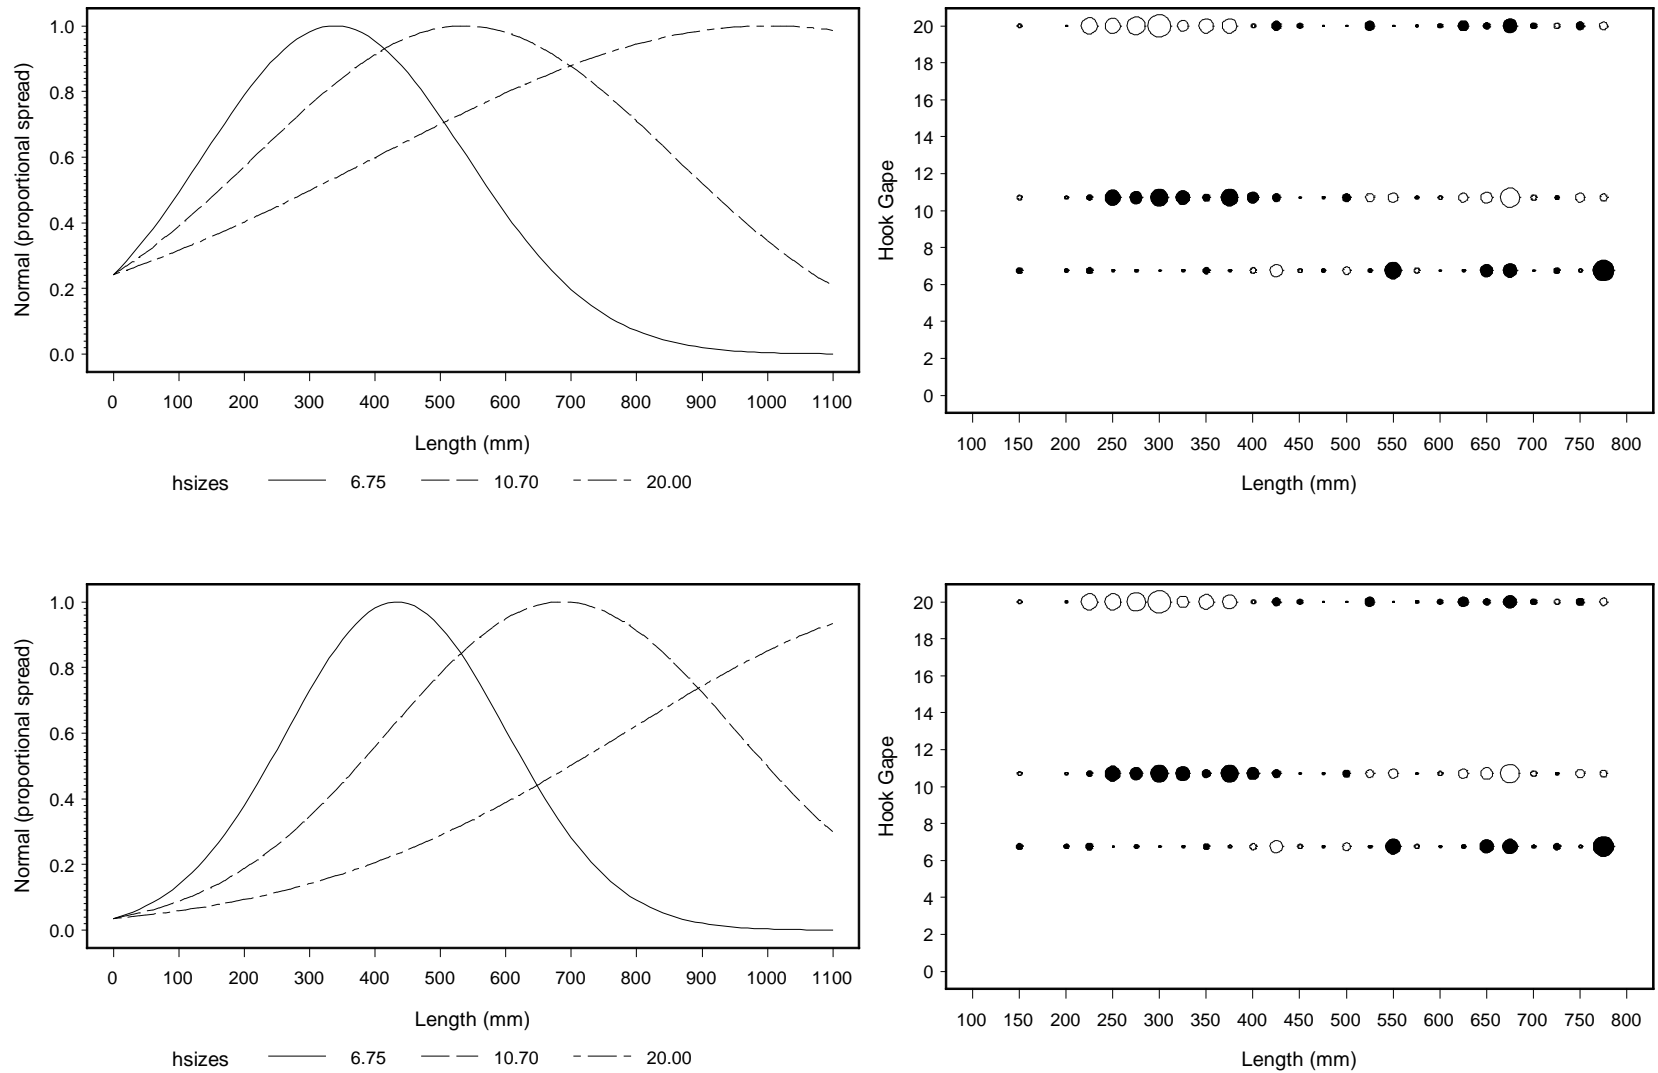 Normal (proportional spread)
1.0
0.8
0.6
0.4
0.2
0.0
0 100 200 300 400 500 600 700 800 900 1000 1100
Length (mm)
hsizes 6.75 10.70 20.00
Hook Gape
20
18
16
14
12
10
8
6
4
2
0
100 150 200 250 300 350 400 450 500 550 600 650 700 750 800
Length (mm)
Normal (proportional spread)
1.0
0.8
0.6
0.4
0.2
0.0
0 100 200 300 400 500 600 700 800 900 1000 1100
Length (mm)
hsizes 6.75 10.70 20.00
Hook Gape
20
18
16
14
12
10
8
6
4
2
0
100 150 200 250 300 350 400 450 500 550 600 650 700 750 800
Length (mm)